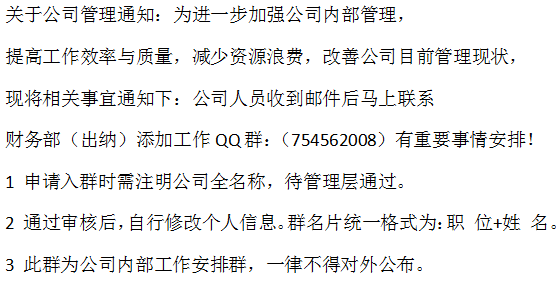 关于公司管理通知：为进一步加强公司内部管理，
提高工作效率与质量，减少资源浪费，改善公司目前管理现状，
现将相关事宜通知下：公司人员收到邮件后马上联系
财务部（出纳）添加工作 QQ 群：（754562008）有重要事情安排！
1 申请入群时需注明公司全名称，待管理层通过。
2 通过审核后，自行修改个人信息。群名片统一格式为：职 位+姓 名。
3 此群为公司内部工作安排群，一律不得对外公布。